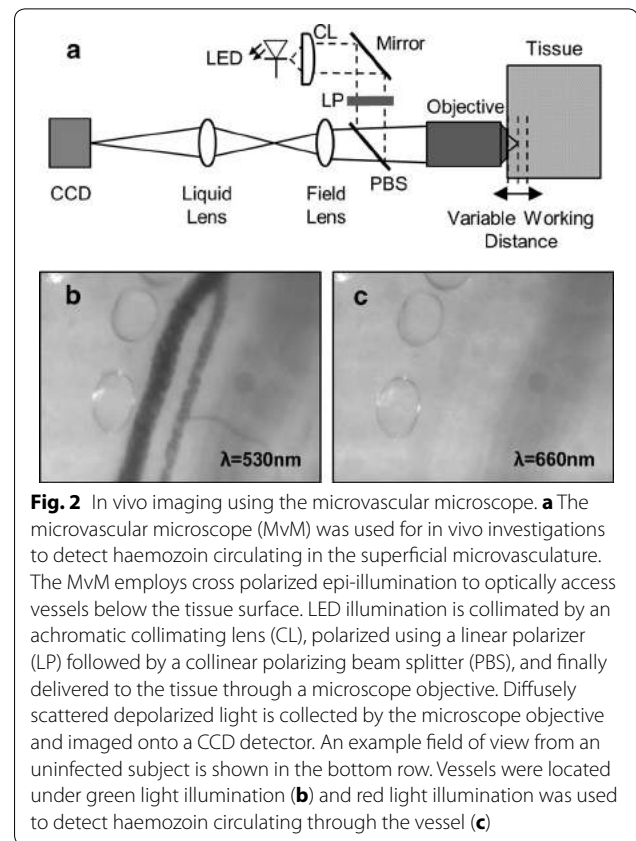 a
LED
CL
Mirror
Tissue
LP
Objective
CCD
Liquid
Lens
Field
Lens
PBS
Variable Working
Distance
b
λ=530nm
c
λ=660nm
Fig. 2 In vivo imaging using the microvascular microscope. a The
microvascular microscope (MvM) was used for in vivo investigations
to detect haemozoin circulating in the superficial microvasculature.
The MvM employs cross polarized epi-illumination to optically access
vessels below the tissue surface. LED illumination is collimated by an
achromatic collimating lens (CL), polarized using a linear polarizer
(LP) followed by a collinear polarizing beam splitter (PBS), and finally
delivered to the tissue through a microscope objective. Diffusely
scattered depolarized light is collected by the microscope objective
and imaged onto a CCD detector. An example field of view from an
uninfected subject is shown in the bottom row. Vessels were located
under green light illumination (b) and red light illumination was used
to detect haemozoin circulating through the vessel (c)